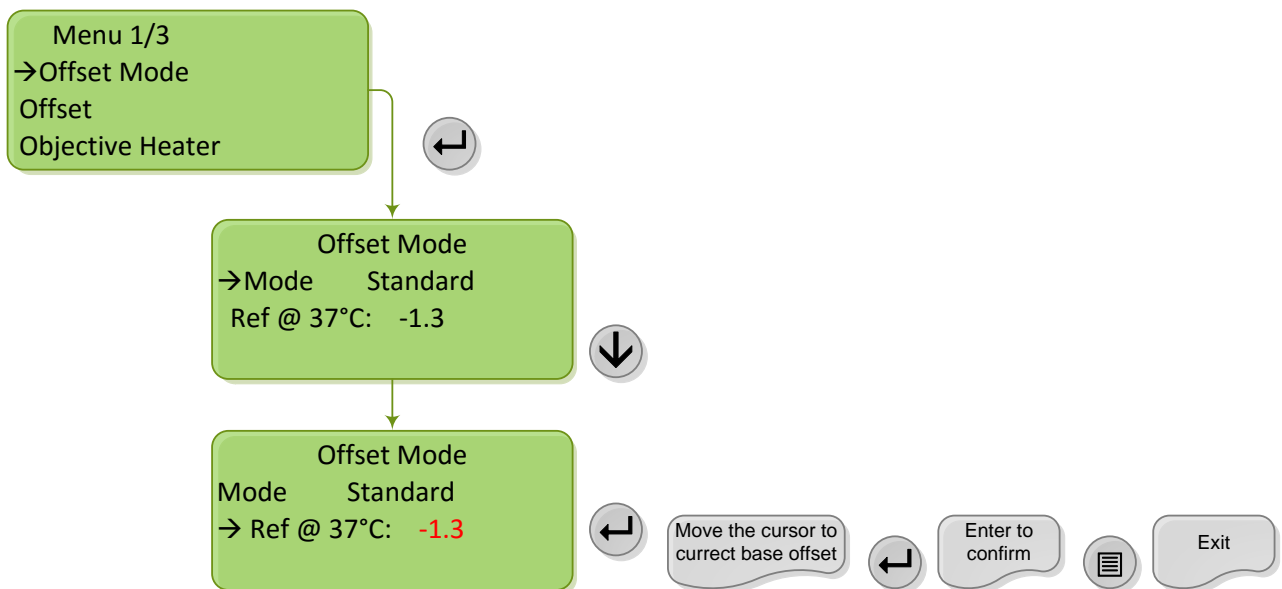 Menu 1/3
→Offset Mode
Offset
Objective Heater
Offset Mode
→Mode Standard
Ref @ 37°C: -1.3
Offset Mode
Mode Standard
→ Ref @ 37°C: -1.3
Move the cursor to
currect base offset
Enter to
confirm
Exit